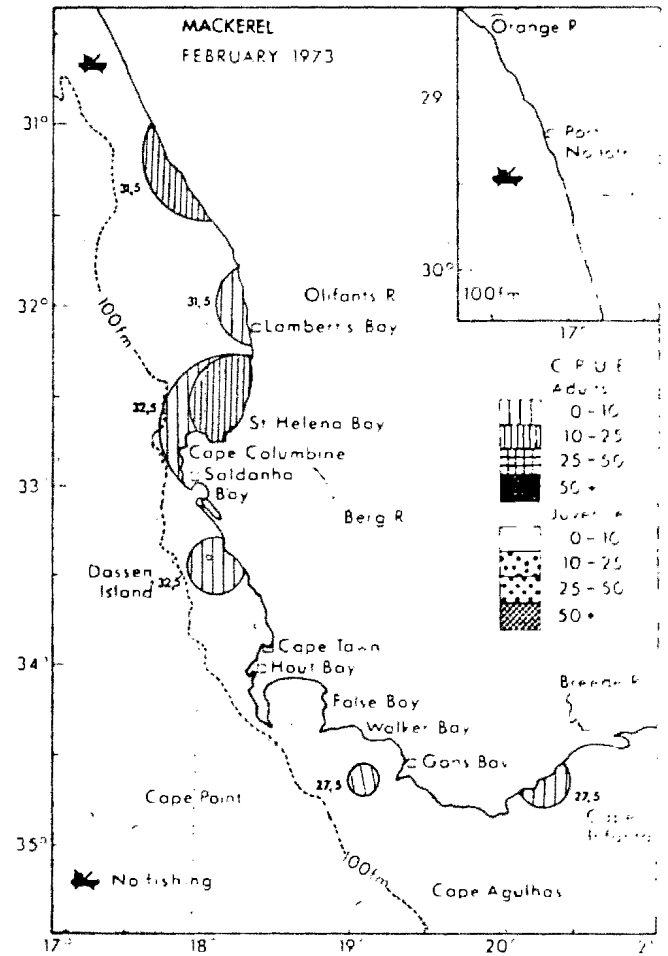 MACKEREL
FEBRUARY 1973
Orange R
29
Port
30°
100fm
17°
31°
31,5
32°
100fm
31,5
Olifants R
Lamberts Bay
32,5
St Helena Bay
Cape Columbine
Saldanha
Bay
33°
Berg R
C P U E
Adults
0-10
10-25
25-50
50+
0-10
10-25
25-50
50+
Dassen
Island
32,5
Cape Town
Hout Bay
34°
False Bay
Walker Bay
Gans Bay
27,5
27,5
Cape Point
Cape
35°
No fishing
100fm
Cape Agulhas
17°
18°
19°
20°
21°